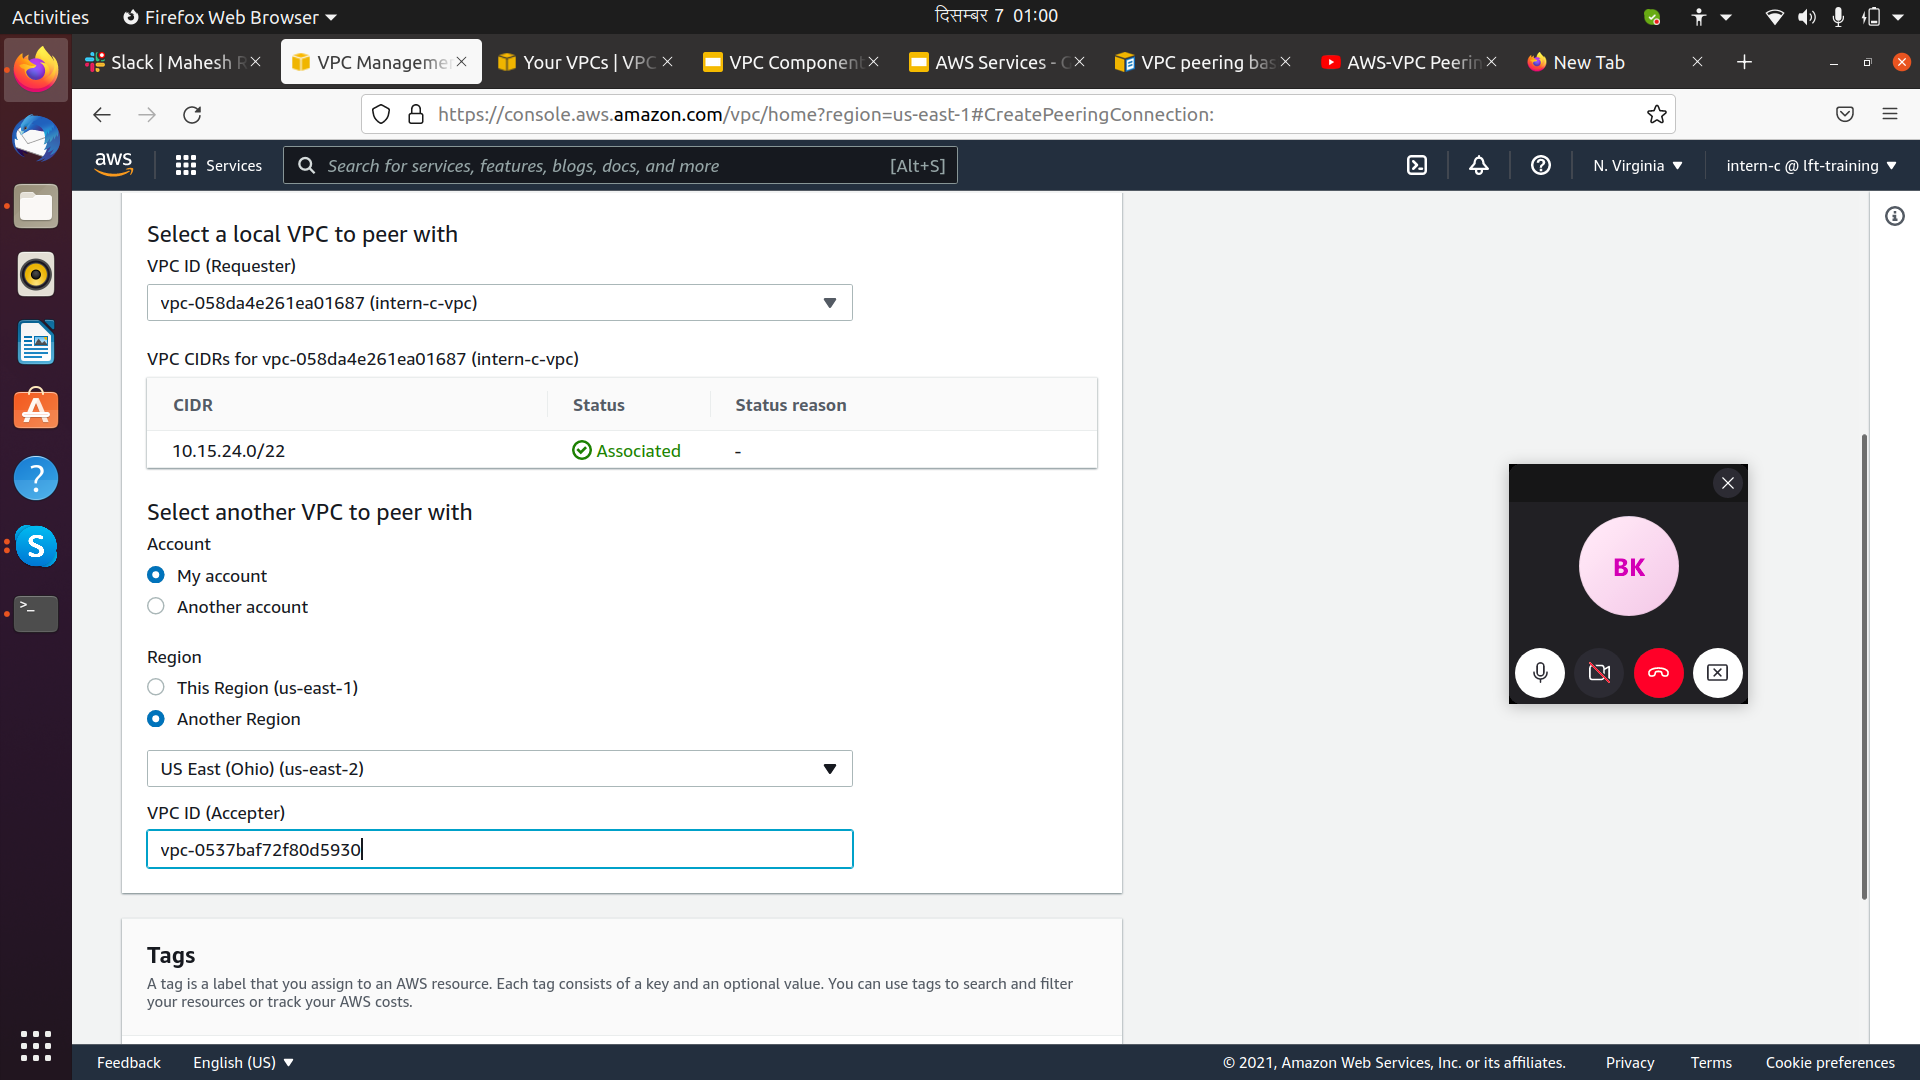 Activities
Firefox Web Browser
दिसम्बर 7 01:00
Slack | Mahesh R
VPC Manageme
Your VPCs | VPC
VPC Component
AWS Services - 
VPC peering bas
AWS-VPC Peerin
New Tab
https://console.aws.amazon.com/vpc/home?region=us-east-1#CreatePeeringConnection:
aws
Services
Search for services, features, blogs, docs, and more
[Alt+S]
N. Virginia
intern-c @ lft-training
Select a local VPC to peer with
VPC ID (Requester)
vpc-058da4e261ea01687 (intern-c-vpc)
VPC CIDRs for vpc-058da4e261ea01687 (intern-c-vpc)
CIDR
Status
Status reason
10.15.24.0/22
Associated
-
Select another VPC to peer with
Account
My account
Another account
Region
This Region (us-east-1)
Another Region
US East (Ohio) (us-east-2)
VPC ID (Accepter)
vpc-0537baf72f80d5930
BK
Tags
A tag is a label that you assign to an AWS resource. Each tag consists of a key and an optional value. You can use tags to search and filter
your resources or track your AWS costs.
Feedback
English (US)
© 2021, Amazon Web Services, Inc. or its affiliates.
Privacy
Terms
Cookie preferences